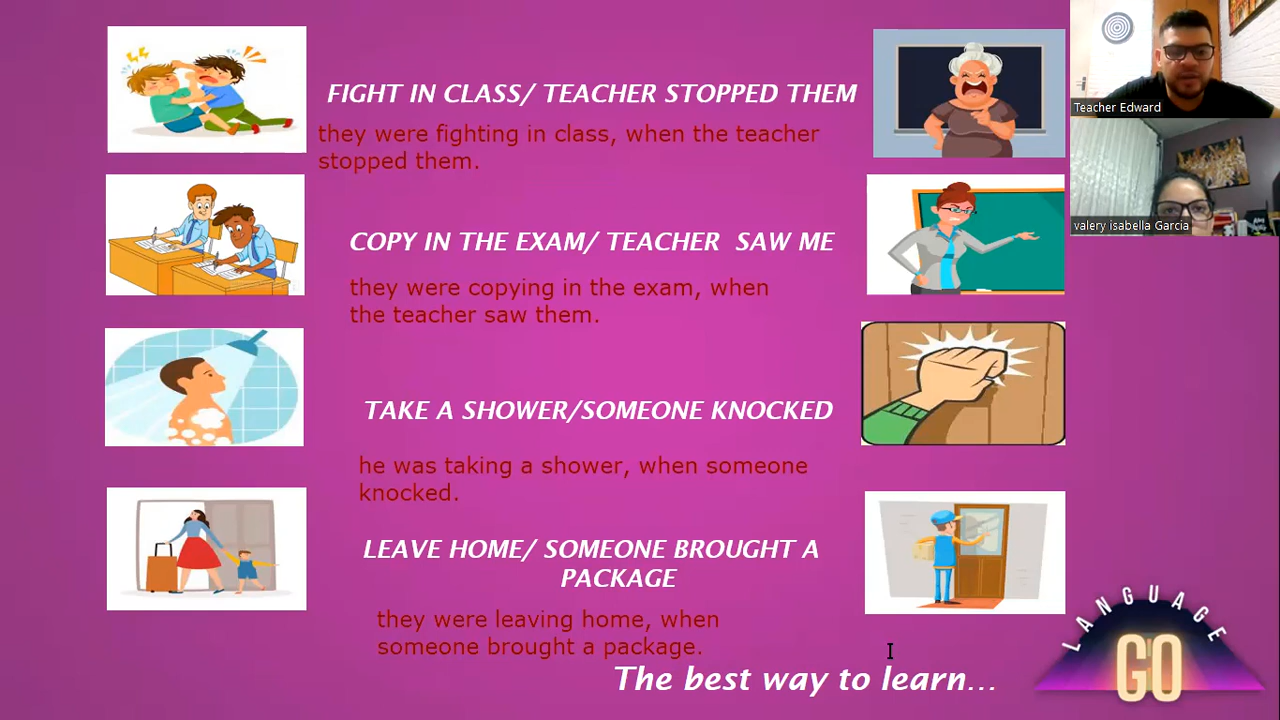 FIGHT IN CLASS/ TEACHER STOPPED THEM
they were fighting in class, when the teacher
stopped them.
COPY IN THE EXAM/ TEACHER SAW ME
they were copying in the exam, when
the teacher saw them.
TAKE A SHOWER/SOMEONE KNOCKED
he was taking a shower, when someone
knocked.
LEAVE HOME/ SOMEONE BROUGHT A
PACKAGE
they were leaving home, when
someone brought a package.
The best way to learn...
LANGUAGE
GO
Teacher Edward
valery isabella Garcia